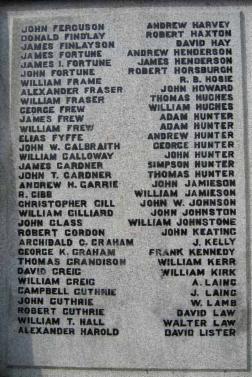 JOHN FERGUSON
DONALD FINDLAY
JAMES FINLAYSON
JAMES FORTUNE
JAMES I. FORTUNE
JOHN FORTUNE
WILLIAM FRAME
ALEXANDER FRASER
WILLIAM FRASER
GEORGE FREW
JAMES FREW
WILLIAM FREW
ELIAS FYFFE
JOHN W. GALBRAITH
WILLIAM GALLOWAY
JAMES GARDNER
JOHN T. GARDNER
ANDREW H. GARRIE
R. GIBB
CHRISTOPHER GILL
WILLIAM GILLIARD
JOHN GLASS
ROBERT GORDON
ARCHIBALD C. GRAHAM
GEORGE K. GRAHAM
THOMAS GRANDISON
DAVID GREIG
WILLIAM GREIG
CAMPBELL GUTHRIE
JOHN GUTHRIE
ROBERT GUTHRIE
WILLIAM T. HALL
ALEXANDER HAROLD
ANDREW HARVEY
ROBERT HAXTON
DAVID HAY
ANDREW HENDERSON
JAMES HENDERSON
ROBERT HORSBURGH
R. B. HOSIE
JOHN HOWARD
THOMAS HUGHES
WILLIAM HUGHES
ADAM HUNTER
ADAM HUNTER
ANDREW HUNTER
GEORGE HUNTER
JOHN HUNTER
SIMPSON HUNTER
THOMAS HUNTER
JOHN JAMIESON
WILLIAM JAMIESON
JOHN W. JOHNSON
JOHN JOHNSTON
WILLIAM JOHNSTONE
JOHN KEATING
J. KELLY
FRANK KENNEDY
WILLIAM KERR
WILLIAM KIRK
A. LAING
J. LAING
W. LAMB
DAVID LAW
WALTER LAW
DAVID LISTER